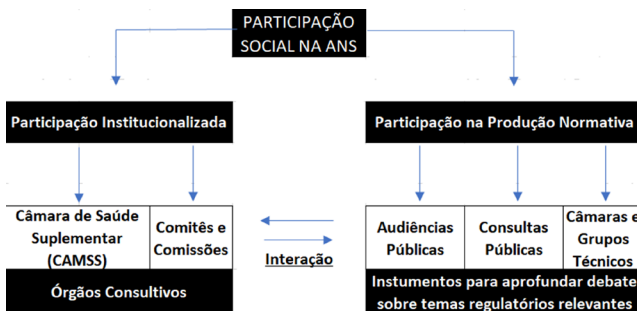 PARTICIPAÇÃO
SOCIAL NA ANS
Participação Institucionalizada
Participação na Produção Normativa
Câmara de Saúde
Suplementar
(CAMSS)
Comitês e
Comissões
Interação
Audiências
Públicas
Consultas
Públicas
Câmaras e
Grupos
Técnicos
Órgãos Consultivos
Instumentos para aprofundar debate
sobre temas regulatórios relevantes